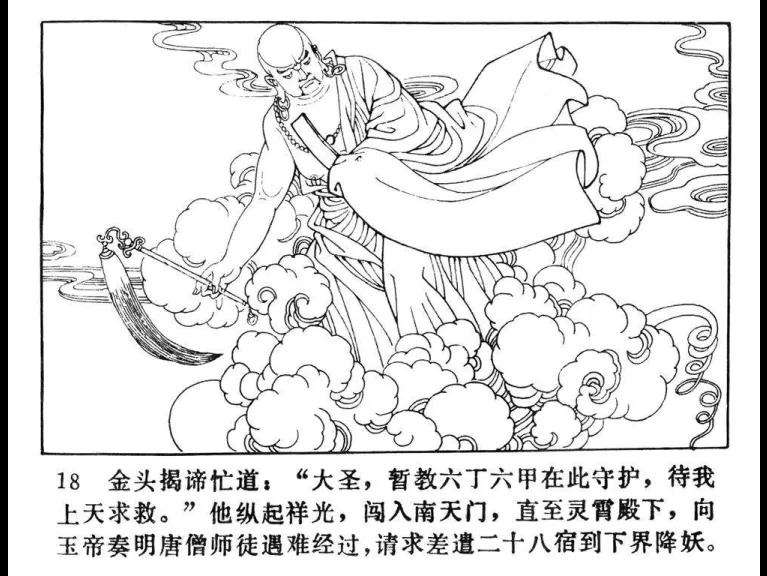 18 金头揭谛忙道：“大圣，暂教六丁六甲在此守护，待我
上天求救。”他纵起祥光，闯入南天门，直至灵霄殿下，向
玉帝奏明唐僧师徒遇难经过，请求差遣二十八宿到下界降妖。